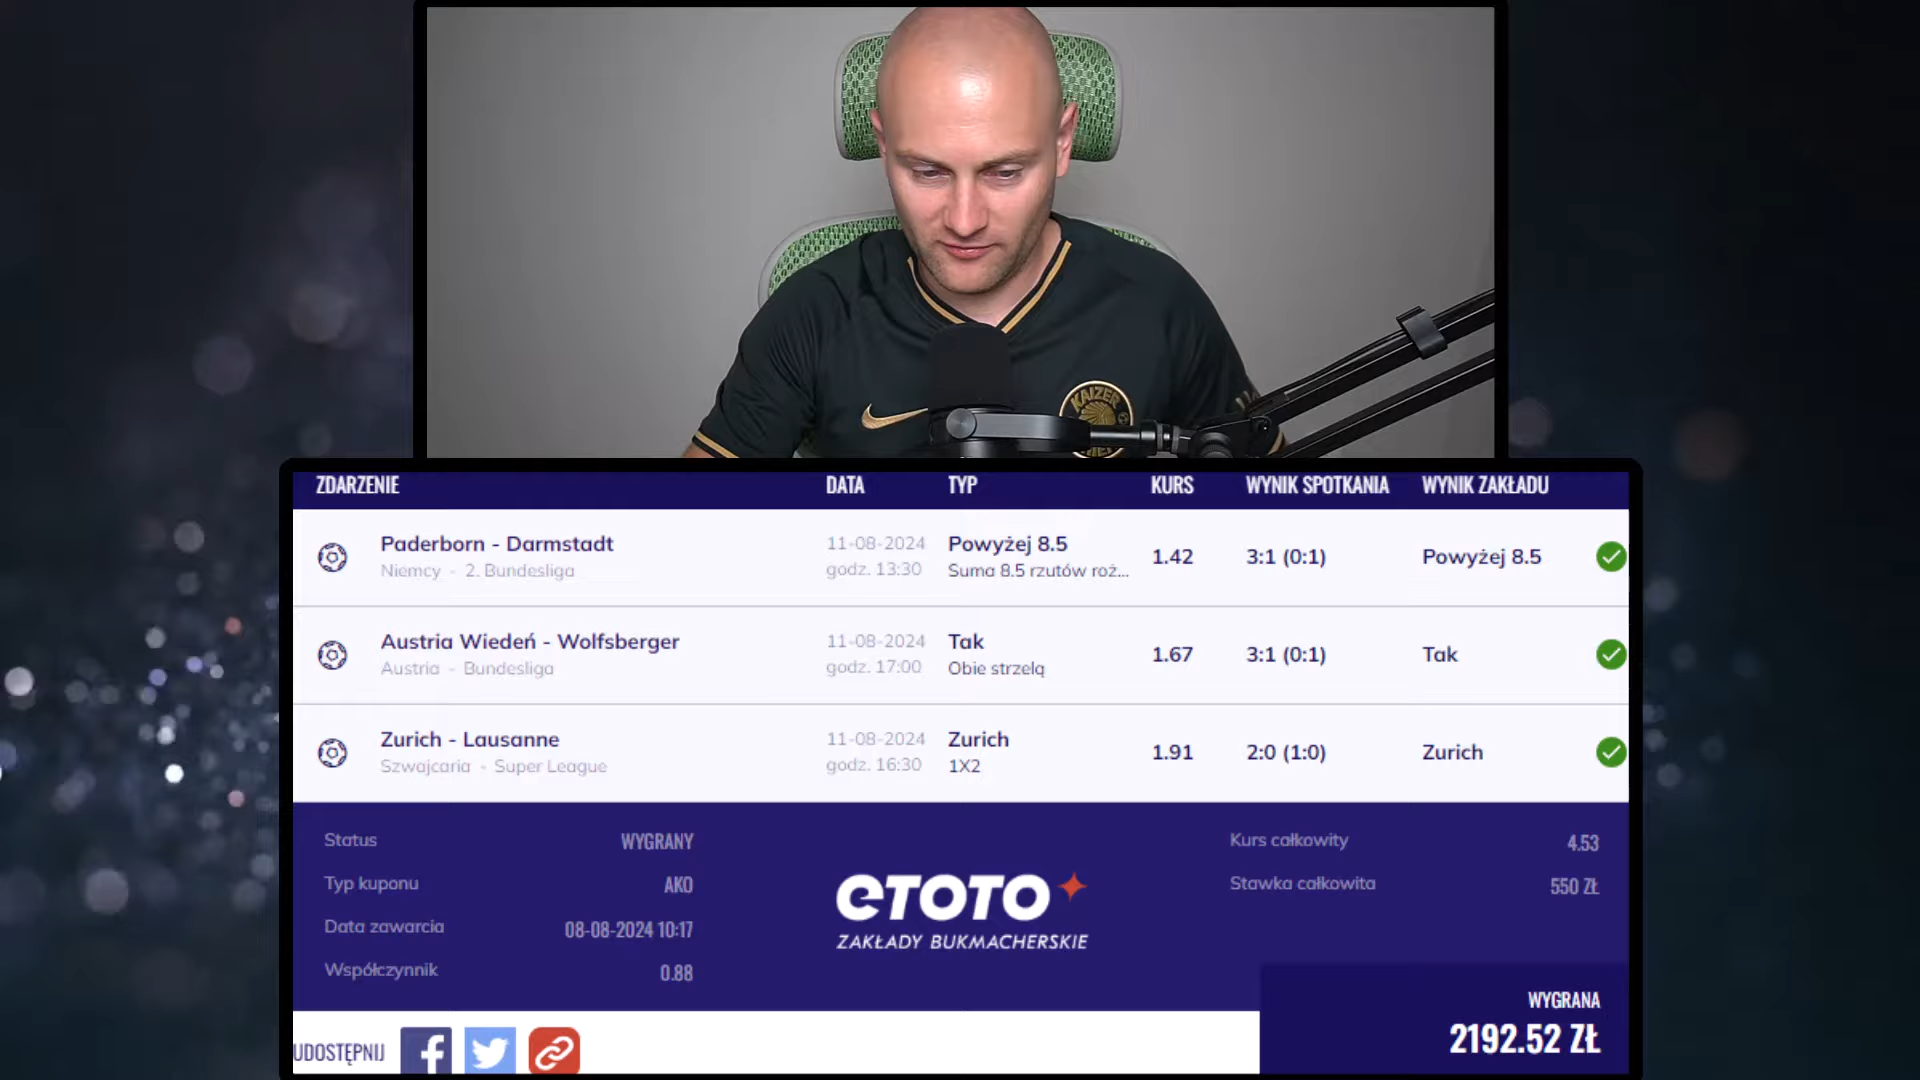 KAIZER
ZDARZENIE DATA TYP KURS WYNIK SPOTKANIA WYNIK ZAKŁADU
Paderborn - Darmstadt 11-08-2024 Powyżej 8.5 1.42 3:1 (0:1) Powyżej 8.5
Niemcy - 2. Bundesliga godz. 13:30 Suma 8.5 rzutów roż...
Austria Wiedeń - Wolfsberger 11-08-2024 Tak 1.67 3:1 (0:1) Tak
Austria - Bundesliga godz. 17:00 Obie strzelą
Zurich - Lausanne 11-08-2024 Zurich 1.91 2:0 (1:0) Zurich
Szwajcaria - Super League godz. 16:30 1X2
Status WYGRANY
Typ kuponu AKO
Data zawarcia 08-08-2024 10:17
Współczynnik 0.88
eTOTO
ZAKŁADY BUKMACHERSKIE
Kurs całkowity 4.53
Stawka całkowita 550 ZŁ
WYGRANA
2192.52 ZŁ
UDOSTĘPNIJ